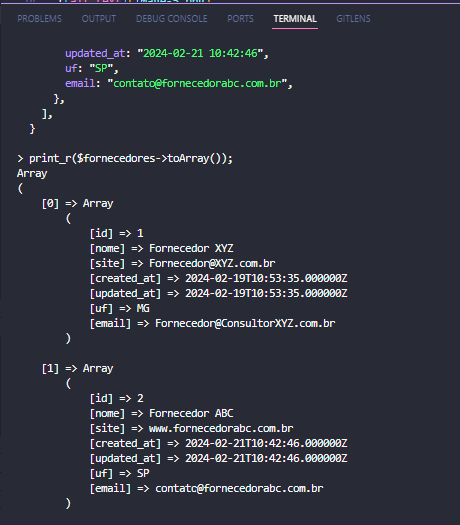 PROBLEMS OUTPUT DEBUG CONSOLE PORTS TERMINAL GITLENS
updated_at: "2024-02-21 10:42:46",
uf: "SP",
email: "contato@fornecedorabc.com.br",
},
],
}
> print_r($fornecedores->toArray());
Array
(
[0] => Array
(
[id] => 1
[nome] => Fornecedor XYZ
[site] => Fornecedor@XYZ.com.br
[created_at] => 2024-02-19T10:53:35.000000Z
[updated_at] => 2024-02-19T10:53:35.000000Z
[uf] => MG
[email] => Fornecedor@ConsultorXYZ.com.br
)
[1] => Array
(
[id] => 2
[nome] => Fornecedor ABC
[site] => www.fornecedorabc.com.br
[created_at] => 2024-02-21T10:42:46.000000Z
[updated_at] => 2024-02-21T10:42:46.000000Z
[uf] => SP
[email] => contato@fornecedorabc.com.br
)